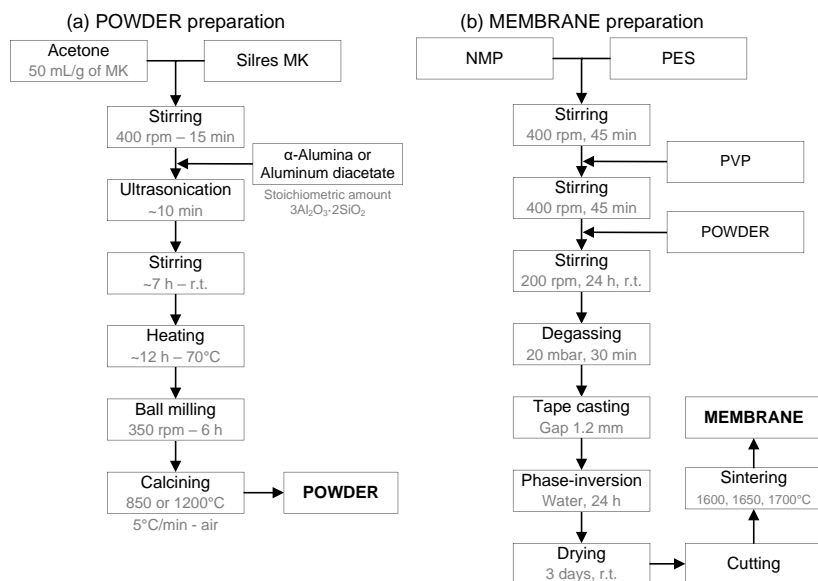 (a) POWDER preparation
Acetone
50 mL/g of MK
Silres MK
Stirring
400 rpm – 15 min
α-Alumina or
Aluminum diacetate
Stoichiometric amount
3Al₂O₃·2SiO₂
Ultrasonication
~10 min
Stirring
~7 h – r.t.
Heating
~12 h – 70°C
Ball milling
350 rpm – 6 h
Calcining
850 or 1200°C
5°C/min - air
POWDER
(b) MEMBRANE preparation
NMP
PES
Stirring
400 rpm, 45 min
PVP
Stirring
400 rpm, 45 min
POWDER
Stirring
200 rpm, 24 h, r.t.
Degassing
20 mbar, 30 min
Tape casting
Gap 1.2 mm
Phase-inversion
Water, 24 h
Drying
3 days, r.t.
Cutting
Sintering
1600, 1650, 1700°C
MEMBRANE